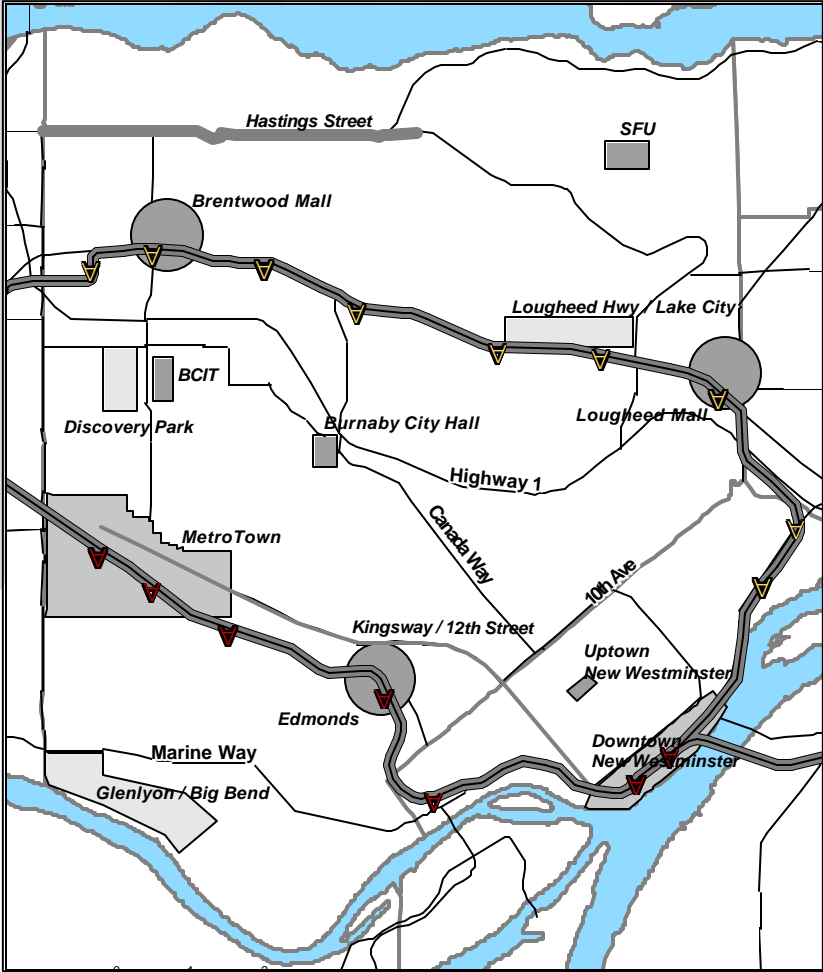 Hastings Street
SFU
Brentwood Mall
Lougheed Hwy / Lake City
BCIT
Discovery Park
Burnaby City Hall
Lougheed Mall
Highway 1
MetroTown
Canada Way
10th Ave
Kingsway / 12th Street
Uptown
New Westminster
Edmonds
Downtown
New Westminster
Marine Way
Glenlyon / Big Bend